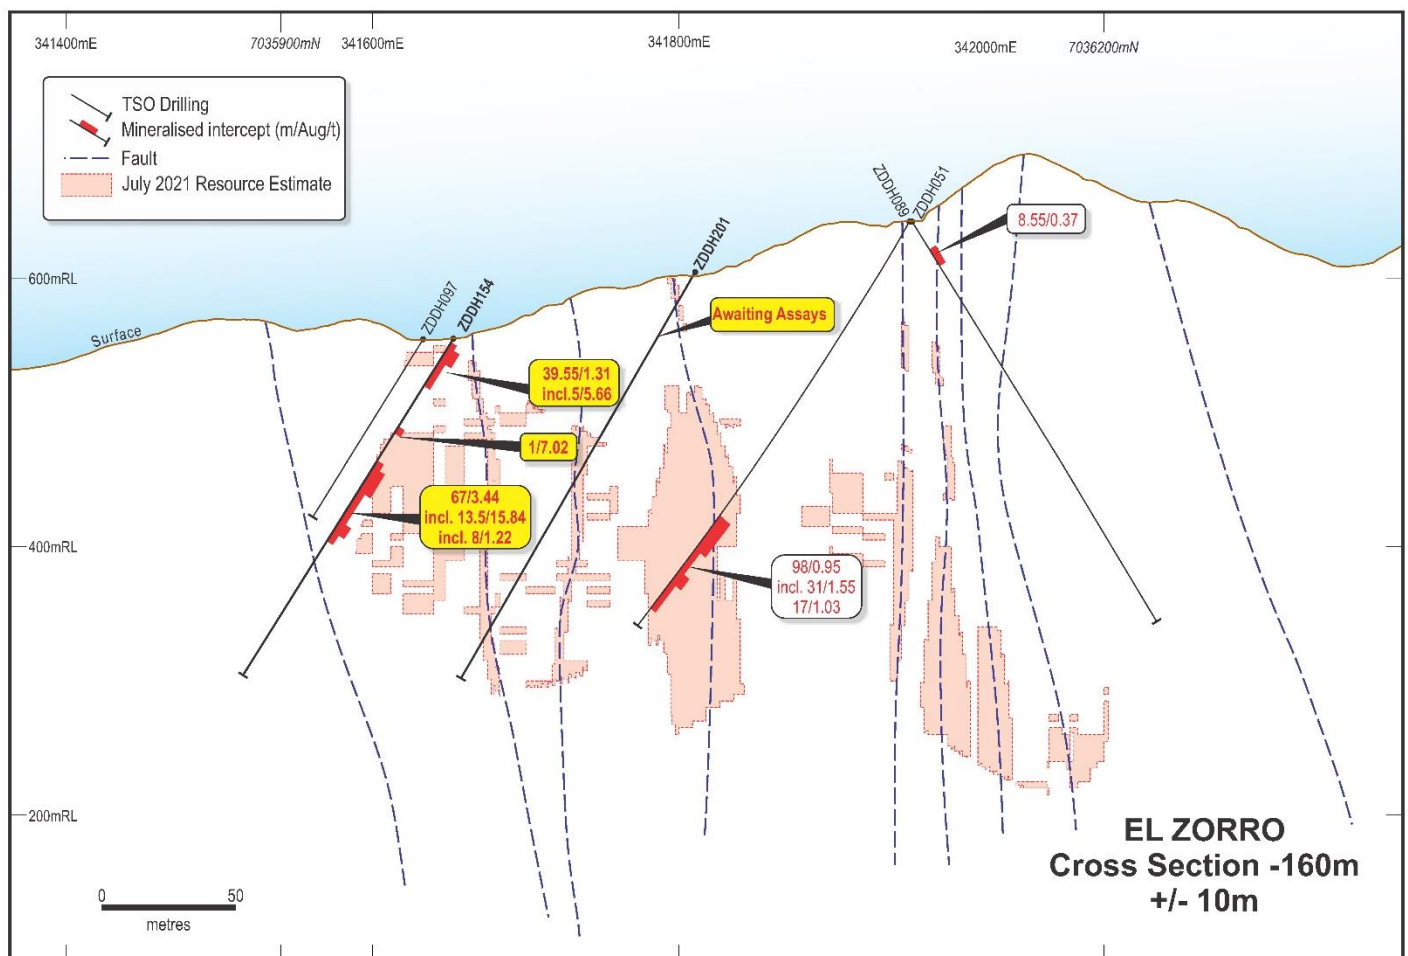 341400mE
7035900mN
341600mE
341800mE
342000mE
7036200mN
TSO Drilling
Mineralised intercept (m/Aug/t)
Fault
July 2021 Resource Estimate
ZDDH089
ZDDH051
8.55/0.37
ZDDH201
600mRL
ZDDH097
ZDDH154
Awaiting Assays
Surface
39.55/1.31
incl.5/5.66
1/7.02
67/3.44
incl. 13.5/15.84
incl. 8/1.22
400mRL
98/0.95
incl. 31/1.55
17/1.03
200mRL
EL ZORRO
Cross Section -160m
+/- 10m
0
50
metres